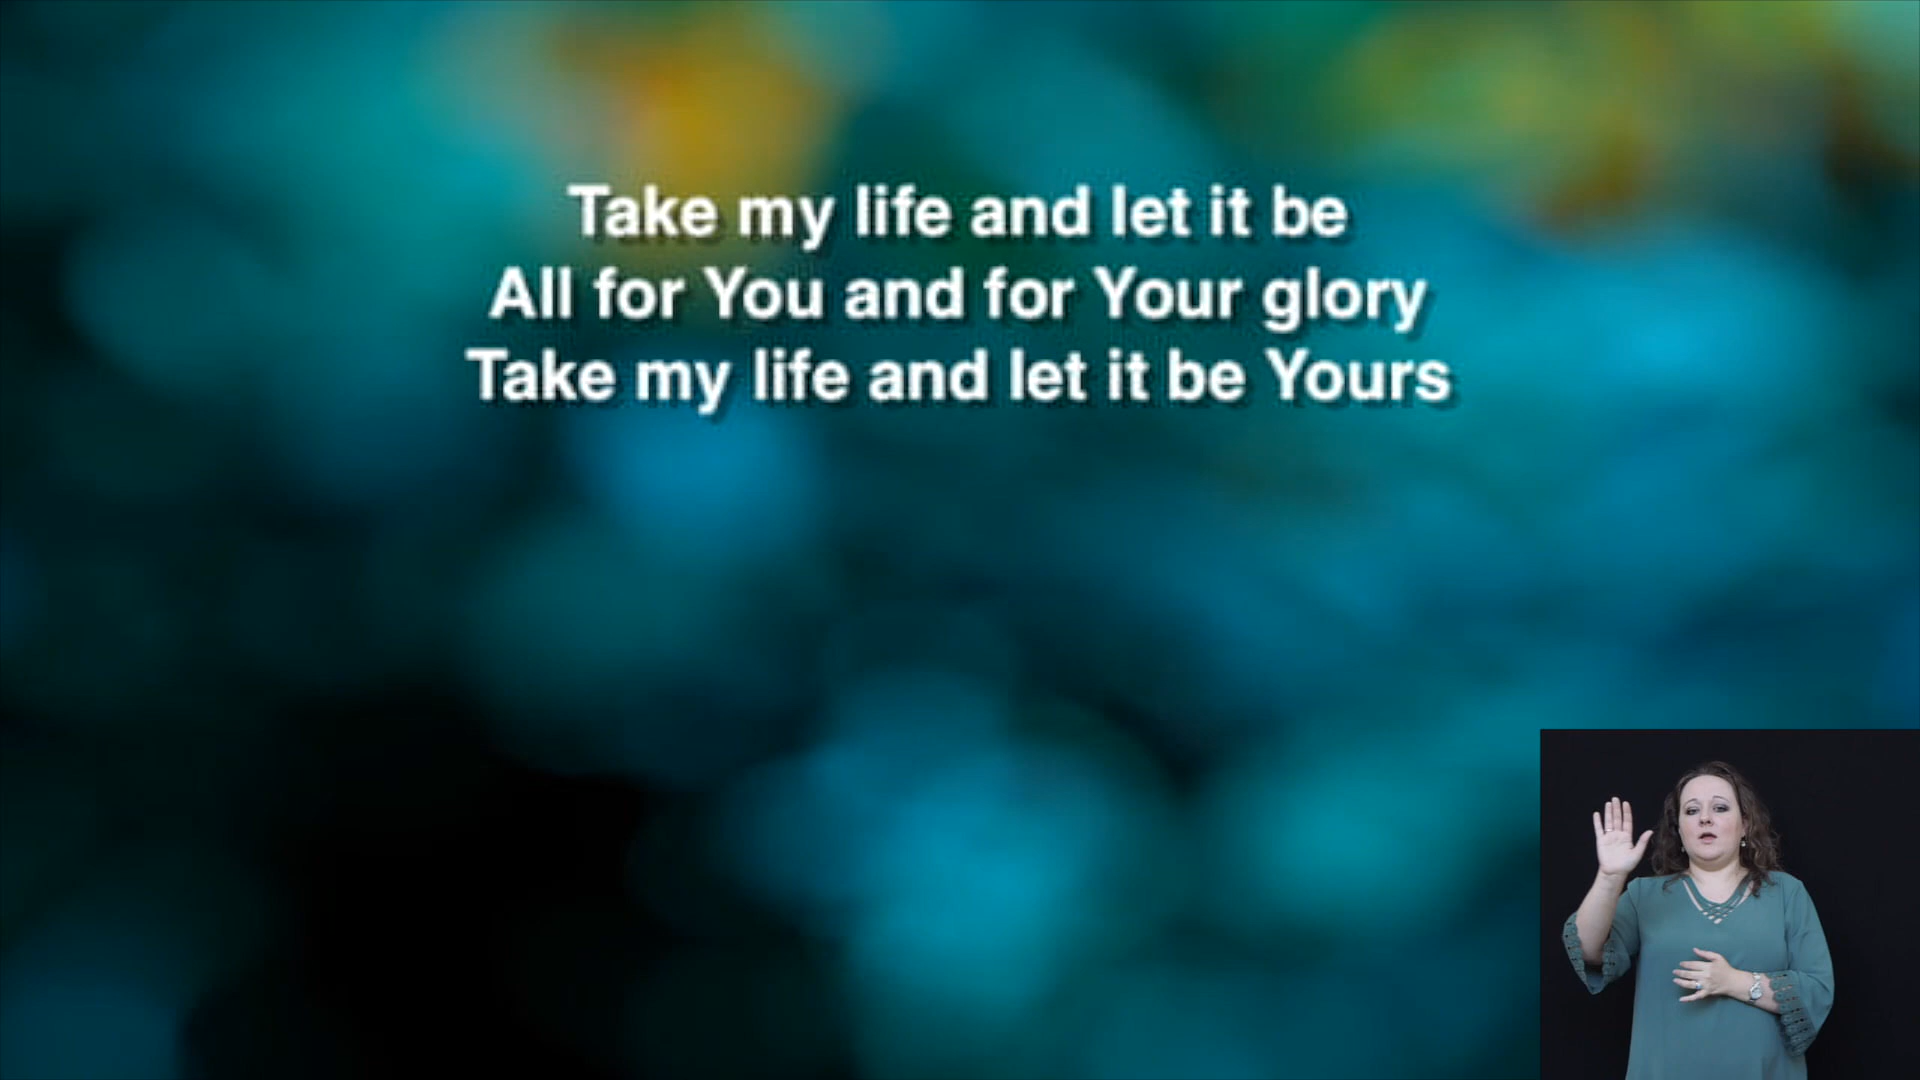 Take my life and let it be
All for You and for Your glory
Take my life and let it be Yours